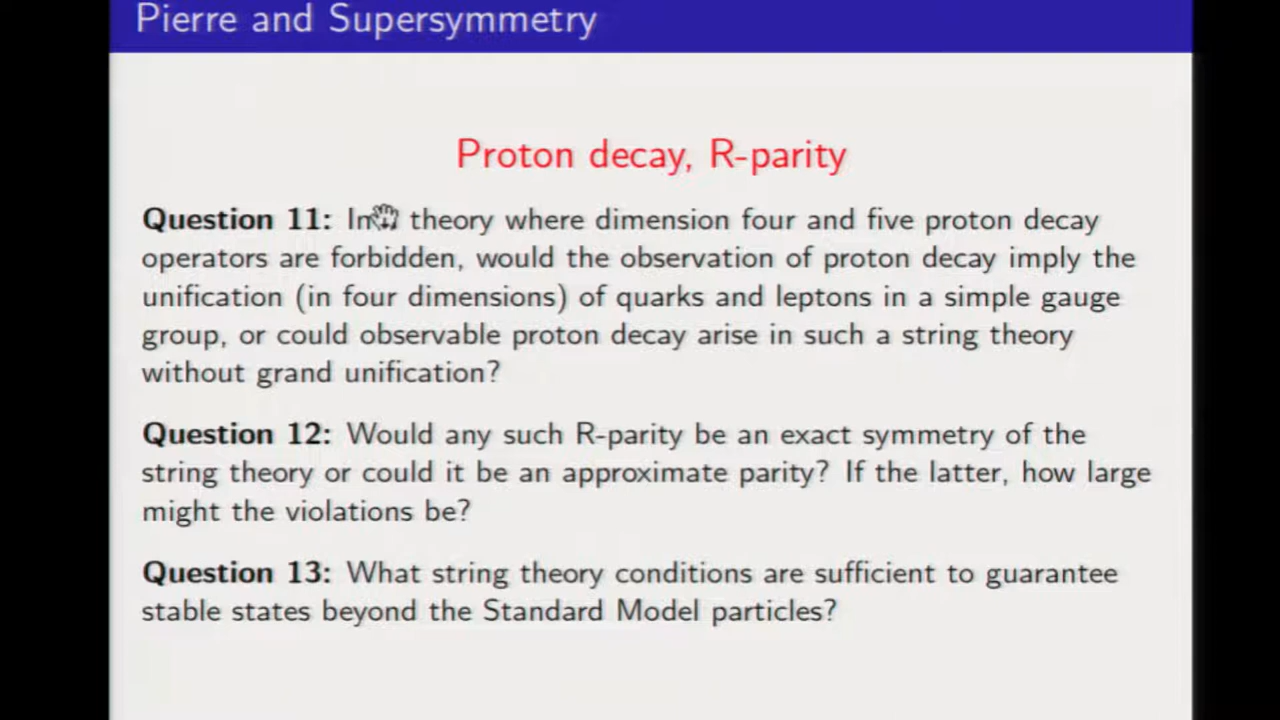 Pierre and Supersymmetry
Proton decay, R-parity
Question 11: In theory where dimension four and five proton decay
operators are forbidden, would the observation of proton decay imply the
unification (in four dimensions) of quarks and leptons in a simple gauge
group, or could observable proton decay arise in such a string theory
without grand unification?
Question 12: Would any such R-parity be an exact symmetry of the
string theory or could it be an approximate parity? If the latter, how large
might the violations be?
Question 13: What string theory conditions are sufficient to guarantee
stable states beyond the Standard Model particles?